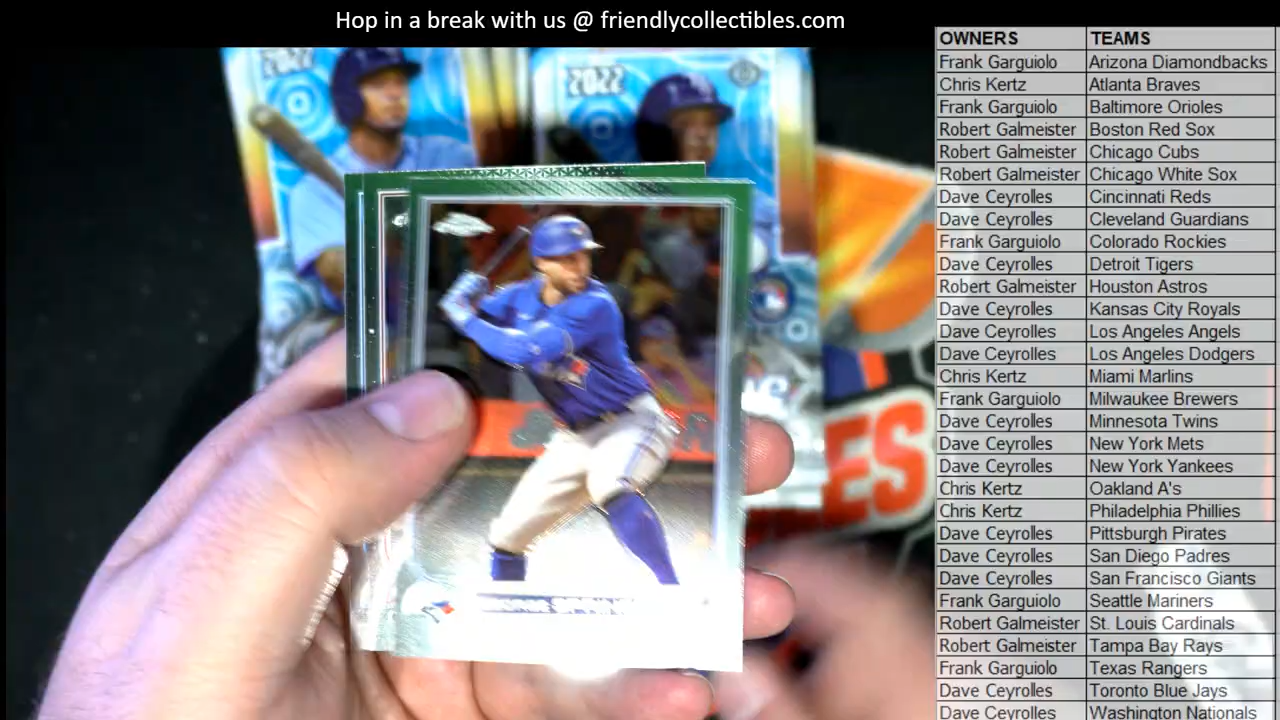 Hop in a break with us @ friendlycollectibles.com
OWNERS TEAMS
Frank Garguiolo Arizona Diamondbacks
Chris Kertz Atlanta Braves
Frank Garguiolo Baltimore Orioles
Robert Galmeister Boston Red Sox
Robert Galmeister Chicago Cubs
Robert Galmeister Chicago White Sox
Dave Ceyrolles Cincinnati Reds
Dave Ceyrolles Cleveland Guardians
Frank Garguiolo Colorado Rockies
Dave Ceyrolles Detroit Tigers
Robert Galmeister Houston Astros
Dave Ceyrolles Kansas City Royals
Dave Ceyrolles Los Angeles Angels
Dave Ceyrolles Los Angeles Dodgers
Chris Kertz Miami Marlins
Frank Garguiolo Milwaukee Brewers
Dave Ceyrolles Minnesota Twins
Dave Ceyrolles New York Mets
Dave Ceyrolles New York Yankees
Chris Kertz Oakland A's
Chris Kertz Philadelphia Phillies
Dave Ceyrolles Pittsburgh Pirates
Dave Ceyrolles San Diego Padres
Dave Ceyrolles San Francisco Giants
Frank Garguiolo Seattle Mariners
Robert Galmeister St. Louis Cardinals
Robert Galmeister Tampa Bay Rays
Frank Garguiolo Texas Rangers
Dave Ceyrolles Toronto Blue Jays
Dave Ceyrolles Washington Nationals
2022
2022
ES